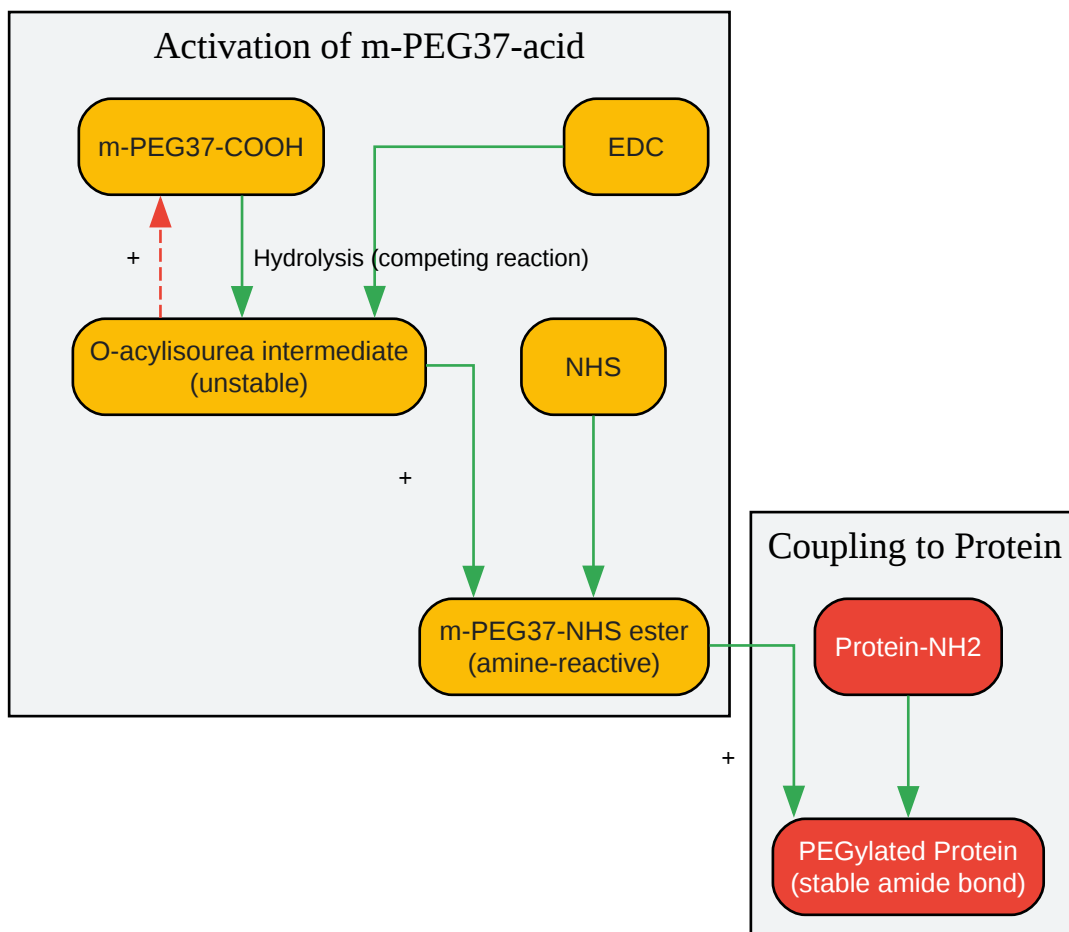 Activation of m-PEG37-acid
m-PEG37-COOH
EDC
+
Hydrolysis (competing reaction)
O-acylisourea intermediate
(unstable)
NHS
+
Coupling to Protein
m-PEG37-NHS ester
(amine-reactive)
Protein-NH2
+
PEGylated Protein
(stable amide bond)